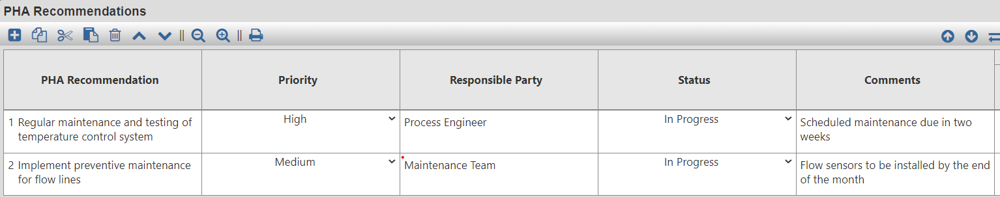 PHA Recommendations
PHA Recommendation Priority Responsible Party Status Comments
1 Regular maintenance and testing of
temperature control system
High
Process Engineer
In Progress
Scheduled maintenance due in two
weeks
2 Implement preventive maintenance
for flow lines
Medium
Maintenance Team
In Progress
Flow sensors to be installed by the end
of the month